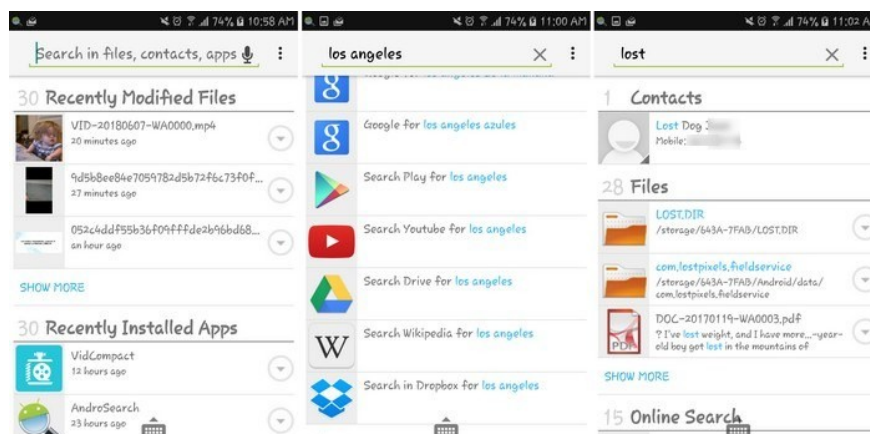 74% 10:58 AM
Search in files, contacts, apps
30 Recently Modified Files
VID-20180607-WA0000.mp4
20 minutes ago
9d5b8ee84e7059782d5b72f6c73f0f...
27 minutes ago
052c4ddf55b36f09fffde2b96bd68...
an hour ago
SHOW MORE
30 Recently Installed Apps
VidCompact
12 hours ago
AndroSearch
23 hours ago
74% 11:00 AM
los angeles
Google for los angeles azules
Search Play for los angeles
Search Youtube for los angeles
Search Drive for los angeles
W
Search Wikipedia for los angeles
Search in Dropbox for los angeles
74% 11:02 A
lost
1 Contacts
Lost Dog
Mobile:
28 Files
LOST.DIR
/storage/643A-7FAB/LOST.DIR
com.lostpixels.fieldservice
/storage/643A-7FAB/Android/data/
com.lostpixels.fieldservice
DOC-20170119-WA0003.pdf
PDF
? I've lost weight, and I have more...-year-
old boy got lost in the mountains of
SHOW MORE
15 Online Search